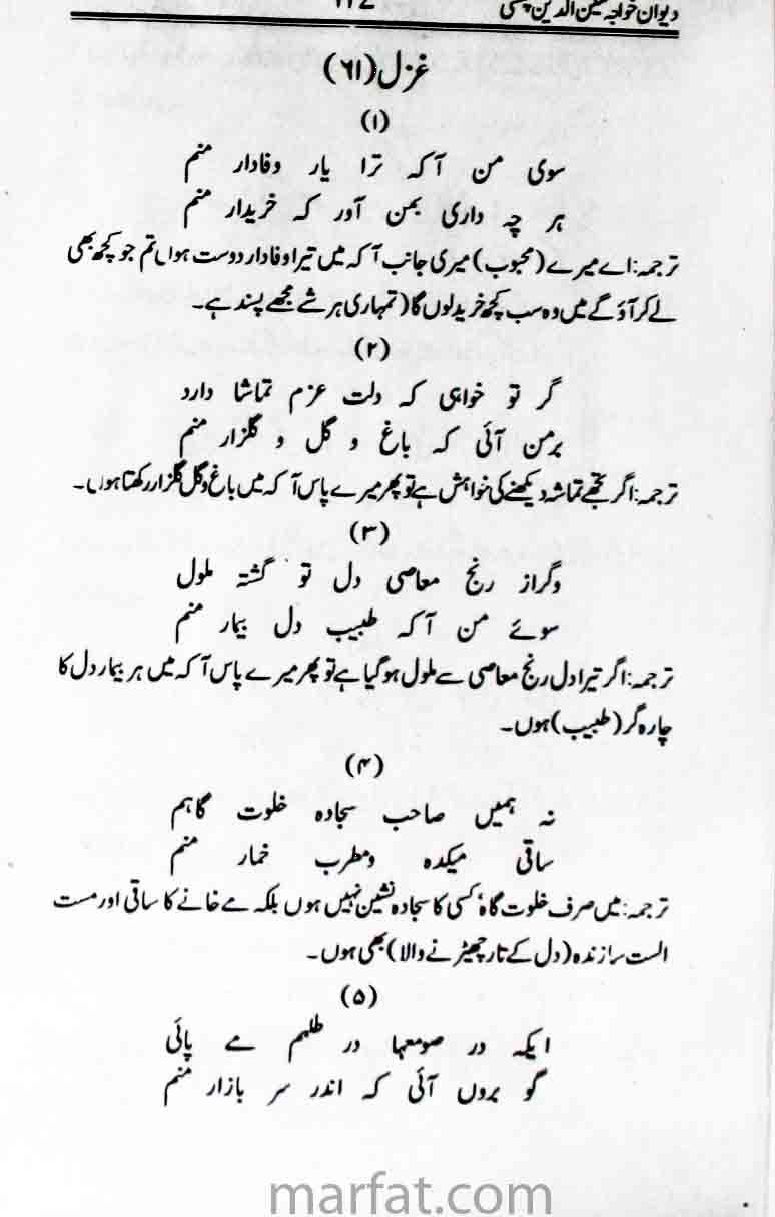 دیوان خواجہ معین الدین چشتی
غزل (۶۱)
(۱)
سوی من آکہ ترا یار وفادار منم
ہر چہ داری بمن آور کہ خریدار منم
ترجمہ: اے میرے (محبوب) میری جانب آ کہ میں تیرا وفادار دوست ہوں تم جو کچھ بھی
لے کر آؤ گے میں وہ سب کچھ خرید لوں گا (تمہاری ہر شے مجھے پسند ہے۔
(۲)
گر تو خواہی کہ دلت عزم تماشا دارد
برمن آئی کہ باغ و گل و گلزار منم
ترجمہ: اگر تجھے تماشہ دیکھنے کی خواہش ہے تو پھر میرے پاس آ کہ میں باغ و گل گلزار رکھتا ہوں۔
(۳)
وگراز رنج معاصی دل تو گشتہ ملول
سوئے من آکہ طبیب دل بیمار منم
ترجمہ: اگر تیرا دل رنج معاصی سے ملول ہو گیا ہے تو پھر میرے پاس آ کہ میں ہر بیمار دل کا
چارہ گر (طبیب) ہوں۔
(۴)
نہ ہمیں صاحب سجادہ خلوت گاہم
ساقی میکدہ ومطرب خمار منم
ترجمہ: میں صرف خلوت گاہ کسی کا سجادہ نشین نہیں ہوں بلکہ مے خانے کا ساقی اور مست
الست سازندہ (دل کے تار چھیڑنے والا) بھی ہوں۔
(۵)
ایکہ در صومعہا در طلبم مے پائی
گو بروں آئی کہ اندر سر بازار منم
marfat.com